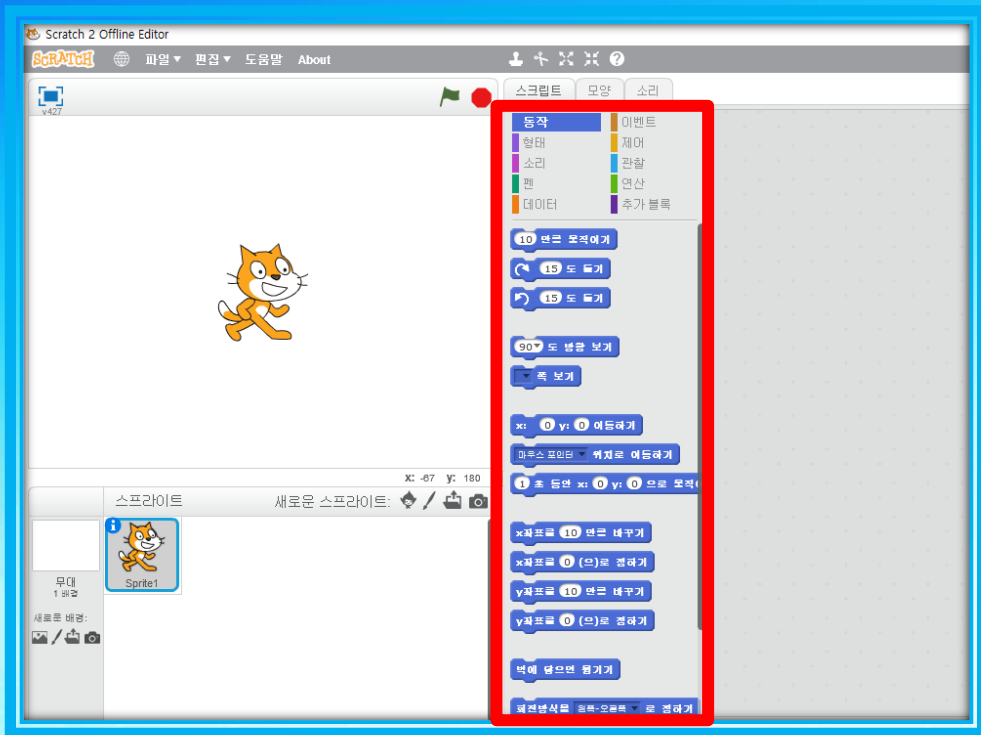 Scratch 2 Offline Editor
SCRATCH 파일 편집 도움말 About
v427
스크립트 모양 소리
동작 이벤트
형태 제어
소리 관찰
펜 연산
데이터 추가 블록
10 만큼 움직이기
15 도 돌기
15 도 돌기
90 도 방향 보기
쪽 보기
x: 0 y: 0 이동하기
마우스 포인터 위치로 이동하기
1 초 동안 x: 0 y: 0 으로 움직이
x좌표를 10 만큼 바꾸기
x좌표를 0 (으)로 정하기
y좌표를 10 만큼 바꾸기
y좌표를 0 (으)로 정하기
벽에 닿으면 튕기기
회전방식을 왼쪽-오른쪽 로 정하기
X: -67 y: 180
스프라이트 새로운 스프라이트:
Sprite1
무대
1 배경
새로운 배경: